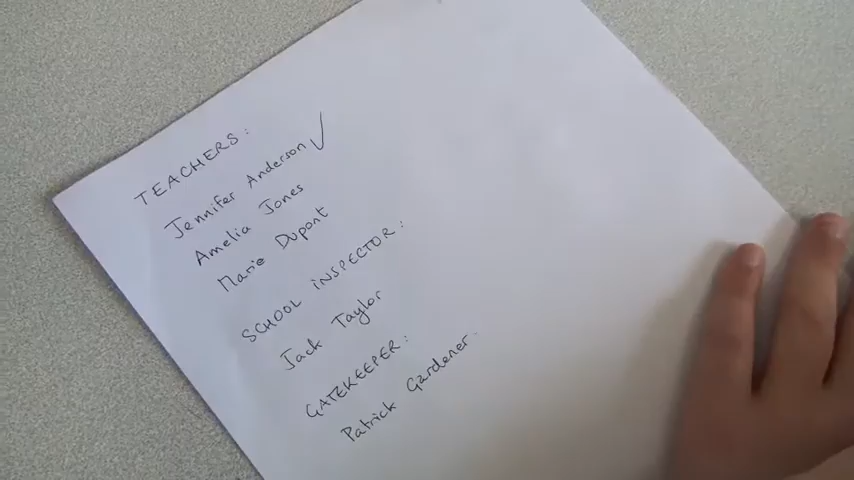 TEACHERS:
Jennifer Anderson ✓
Amelia Jones
Marie Dupont
SCHOOL INSPECTOR:
Jack Taylor
GATEKEEPER:
Patrick Gardener